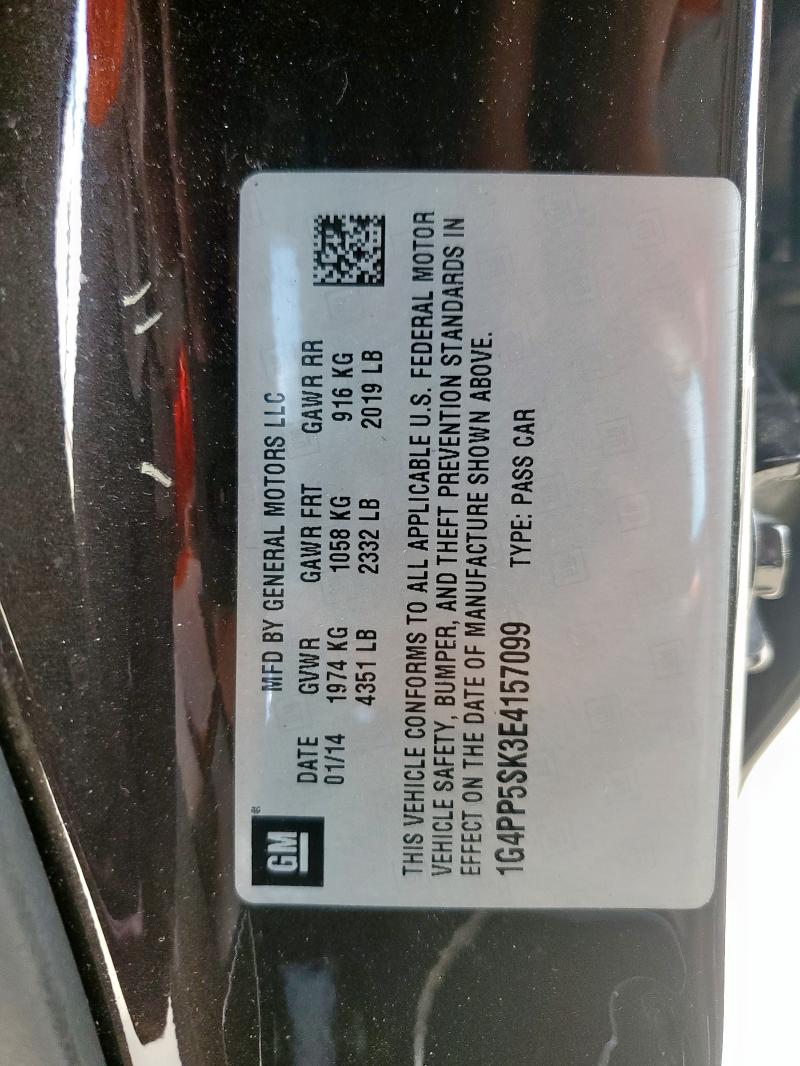 GM®
MFD BY GENERAL MOTORS LLC
DATE GVWR GAWR FRT GAWR RR
01/14 1974 KG 1058 KG 916 KG
4351 LB 2332 LB 2019 LB
THIS VEHICLE CONFORMS TO ALL APPLICABLE U.S. FEDERAL MOTOR
VEHICLE SAFETY, BUMPER, AND THEFT PREVENTION STANDARDS IN
EFFECT ON THE DATE OF MANUFACTURE SHOWN ABOVE.
1G4PP5SK3E4157099 TYPE: PASS CAR